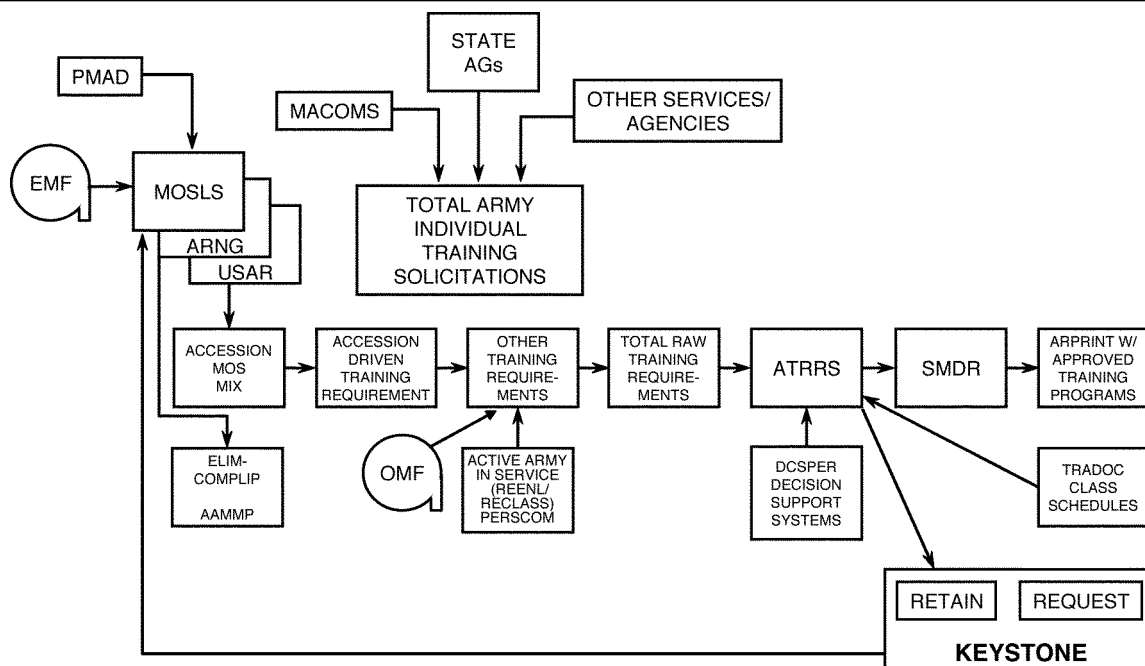 STATE
AGs
PMAD
MACOMS
OTHER SERVICES/
AGENCIES
EMF
MOSLS
ARNG
USAR
TOTAL ARMY
INDIVIDUAL
TRAINING
SOLICITATIONS
ACCESSION
MOS
MIX
ACCESSION
DRIVEN
TRAINING
REQUIREMENT
OTHER
TRAINING
REQUIRE-
MENTS
TOTAL RAW
TRAINING
REQUIRE-
MENTS
ATRRS
SMDR
ARPRINT W/
APPROVED
TRAINING
PROGRAMS
ELIM-
COMPLIP
AAMMP
OMF
ACTIVE ARMY
IN SERVICE
(REENL/
RECLASS)
PERSCOM
DCSPER
DECISION
SUPPORT
SYSTEMS
TRADOC
CLASS
SCHEDULES
RETAIN
REQUEST
KEYSTONE